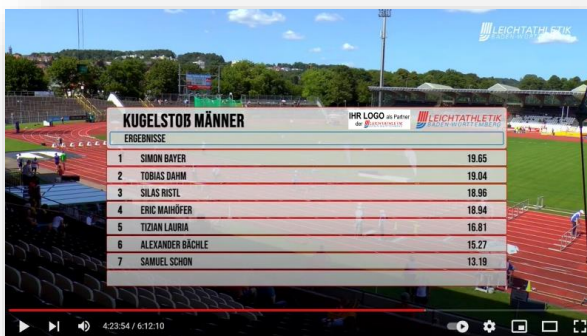 LEICHTATHLETIK
BADEN-WÜRTTEMBERG
KUGELSTOß MÄNNER
IHR LOGO als Partner
der LEICHTATHLETIK
LEICHTATHLETIK
BADEN-WÜRTTEMBERG
ERGEBNISSE
1 SIMON BAYER 19.65
2 TOBIAS DAHM 19.04
3 SILAS RISTL 18.96
4 ERIC MAIHÖFER 18.94
5 TIZIAN LAURIA 16.81
6 ALEXANDER BÄCHLE 15.27
7 SAMUEL SCHON 13.19
4:23:54 / 6:12:10